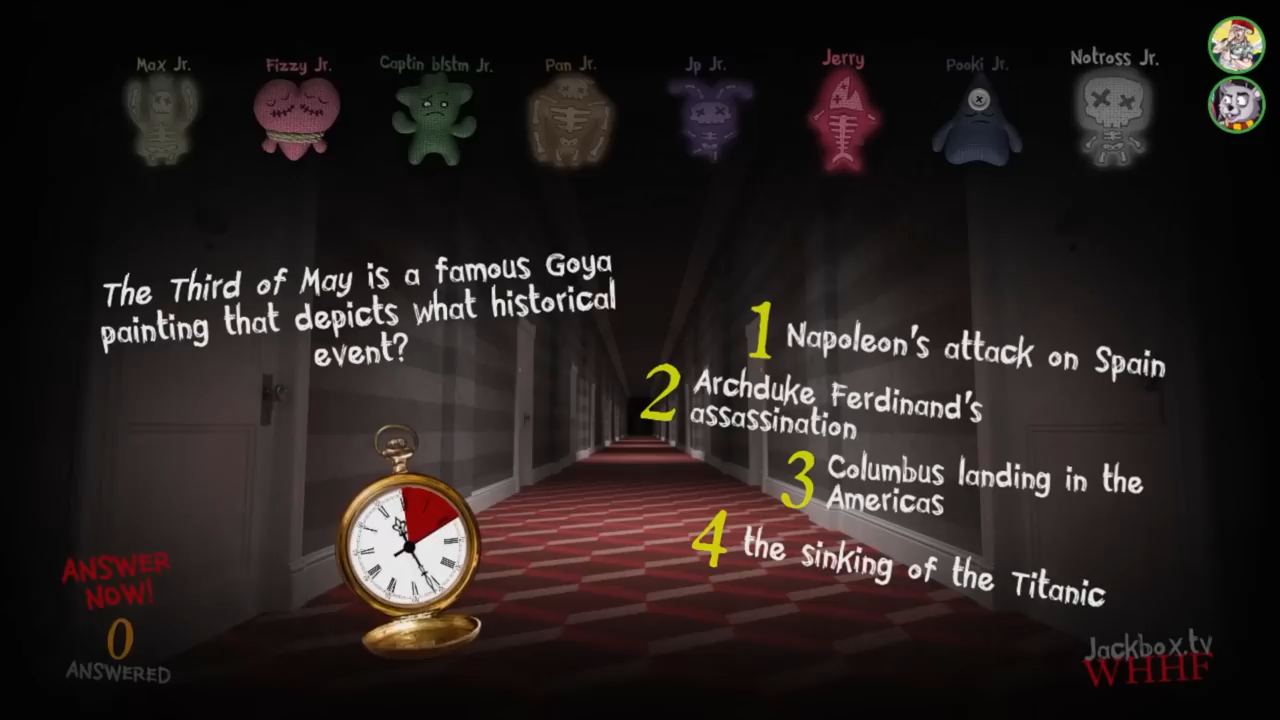 Max Jr.
Fizzy Jr.
Captin blstm Jr.
Pan Jr.
Jp Jr.
Jerry
Pooki Jr.
Notross Jr.
The Third of May is a famous Goya
painting that depicts what historical
event?
1 Napoleon's attack on Spain
2 Archduke Ferdinand's
assassination
3 Columbus landing in the
Americas
4 the sinking of the Titanic
ANSWER
NOW!
0
ANSWERED
Jackbox.tv
WHHF